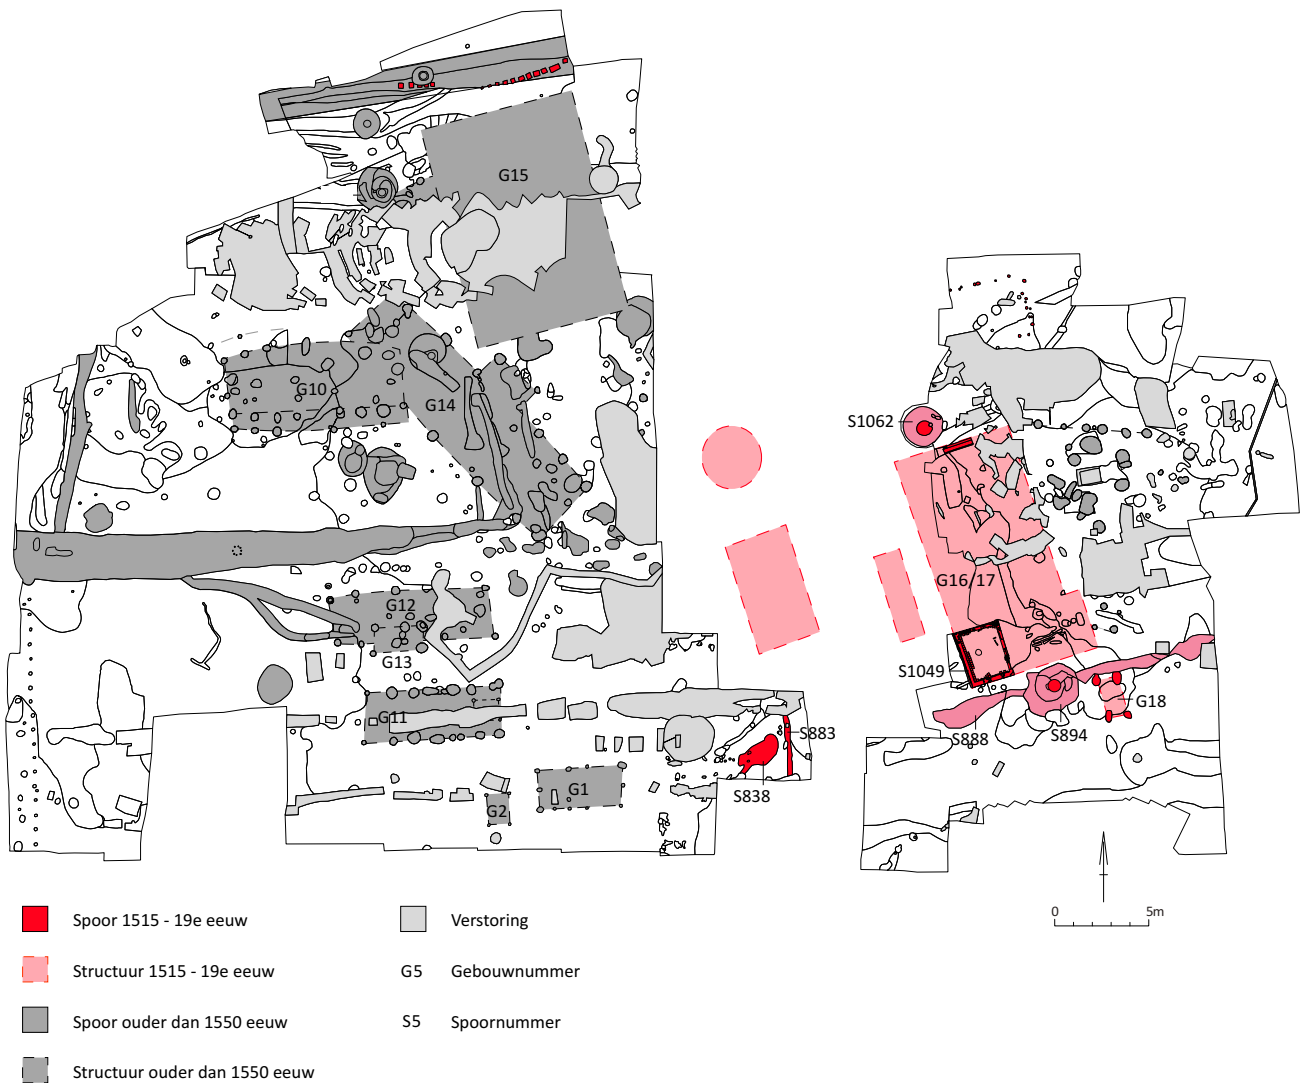 G15
G10
G14
S1062
G16/17
G12
G13
S1049
G18
G11
S883
S888
S894
G1
S838
G2
0
5m
Spoor 1515 - 19e eeuw
Verstoring
Structuur 1515 - 19e eeuw
G5
Gebouwnummer
Spoor ouder dan 1550 eeuw
S5
Spoornummer
Structuur ouder dan 1550 eeuw